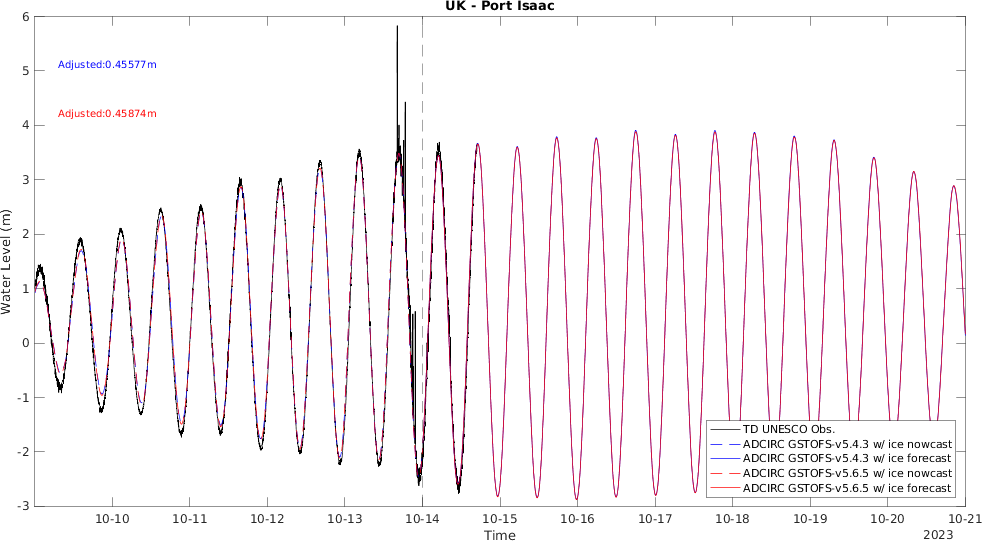 UK - Port Isaac
6
5
4
3
2
1
0
-1
-2
-3
Water Level (m)
Adjusted:0.45577m
Adjusted:0.45874m
TD UNESCO Obs.
ADCIRC GSTOFS-v5.4.3 w/ ice nowcast
ADCIRC GSTOFS-v5.4.3 w/ ice forecast
ADCIRC GSTOFS-v5.6.5 w/ ice nowcast
ADCIRC GSTOFS-v5.6.5 w/ ice forecast
10-10 10-11 10-12 10-13 10-14 10-15 10-16 10-17 10-18 10-19 10-20 10-21
Time
2023